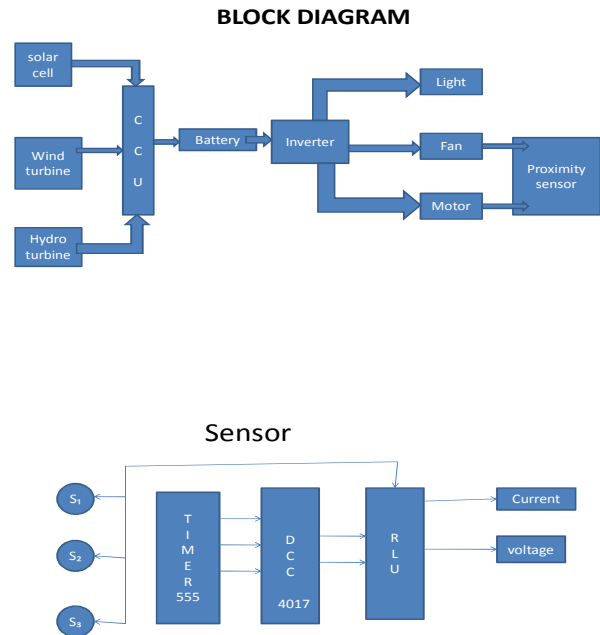 BLOCK DIAGRAM
solar
cell
Light
C
C
U
Battery
Inverter
Fan
Wind
turbine
Proximity
sensor
Motor
Hydro
turbine
Sensor
S₁
S₂
S₃
T
I
M
E
R
555
D
C
C
4017
R
L
U
Current
voltage